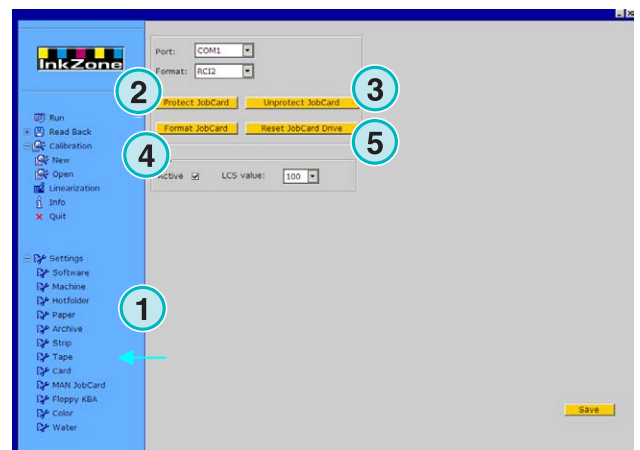 InkZone
Port: COM1
Format: RCI2
2
3
Protect JobCard Unprotect JobCard
Format JobCard Reset JobCard Drive
4
5
Active LCS value: 100
Run
Read Back
Calibration
New
Open
Linearization
Info
Quit
Settings
Software
Machine
Hotfolder
1
Paper
Archive
Strip
Tape
Card
MAN JobCard
Floppy KBA
Color
Water
Save